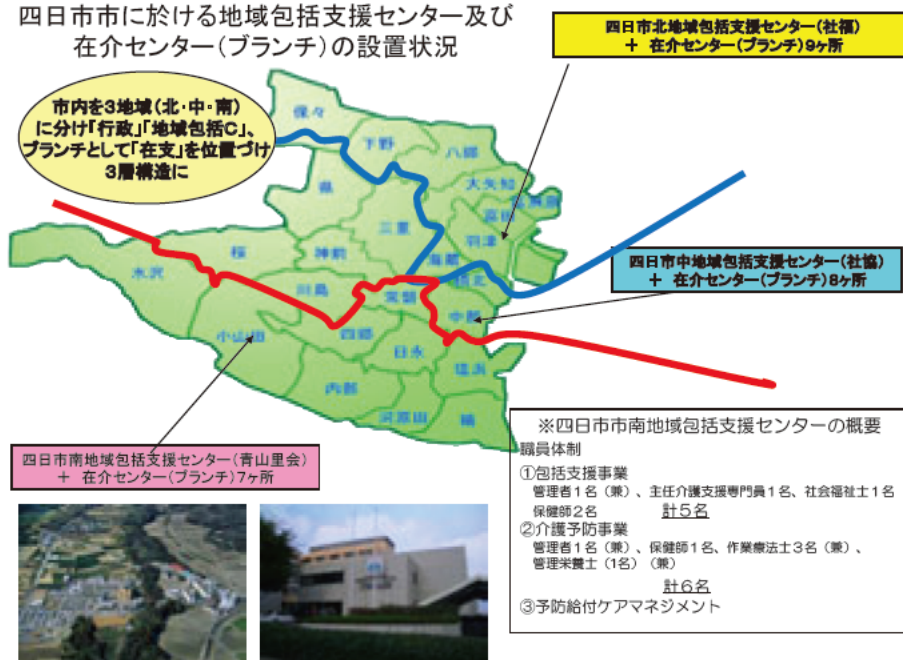 四日市市に於ける地域包括支援センター及び
在介センター(ブランチ)の設置状況
四日市北地域包括支援センター(社福)
＋ 在介センター(ブランチ)9ヶ所
市内を3地域(北・中・南)
に分け「行政」「地域包括C」、
ブランチとして「在支」を位置づけ
3層構造に
保々
下野
八郷
大矢知
県
富田
三重
羽津
桜
神前
海蔵
水沢
四日市中地域包括支援センター(社協)
＋ 在介センター(ブランチ)8ヶ所
川島
常磐
中部
小山田
四郷
日永
塩浜
内部
河原田
楠
四日市南地域包括支援センター(青山里会)
＋ 在介センター(ブランチ)7ヶ所
※四日市市南地域包括支援センターの概要
職員体制
①包括支援事業
管理者１名（兼）、主任介護支援専門員１名、社会福祉士１名
保健師２名 計５名
②介護予防事業
管理者１名（兼）、保健師１名、作業療法士３名（兼）、
管理栄養士（1名）（兼）
計６名
③予防給付ケアマネジメント